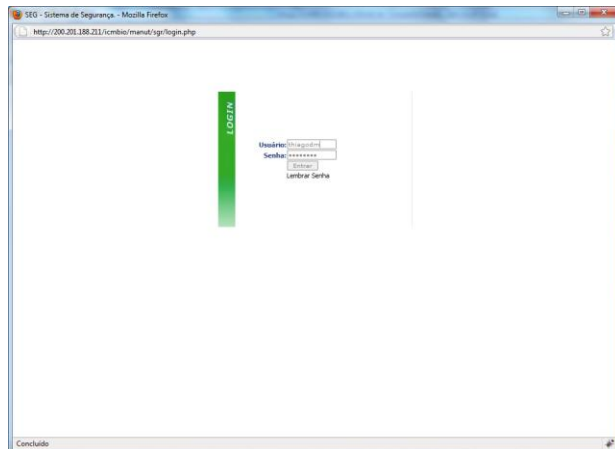 SEG - Sistema de Segurança. - Mozilla Firefox
http://200.201.188.211/icmbio/manut/sgr/login.php
LOGIN
Usuário:
Senha: ********
Entrar
Lembrar Senha
Concluído